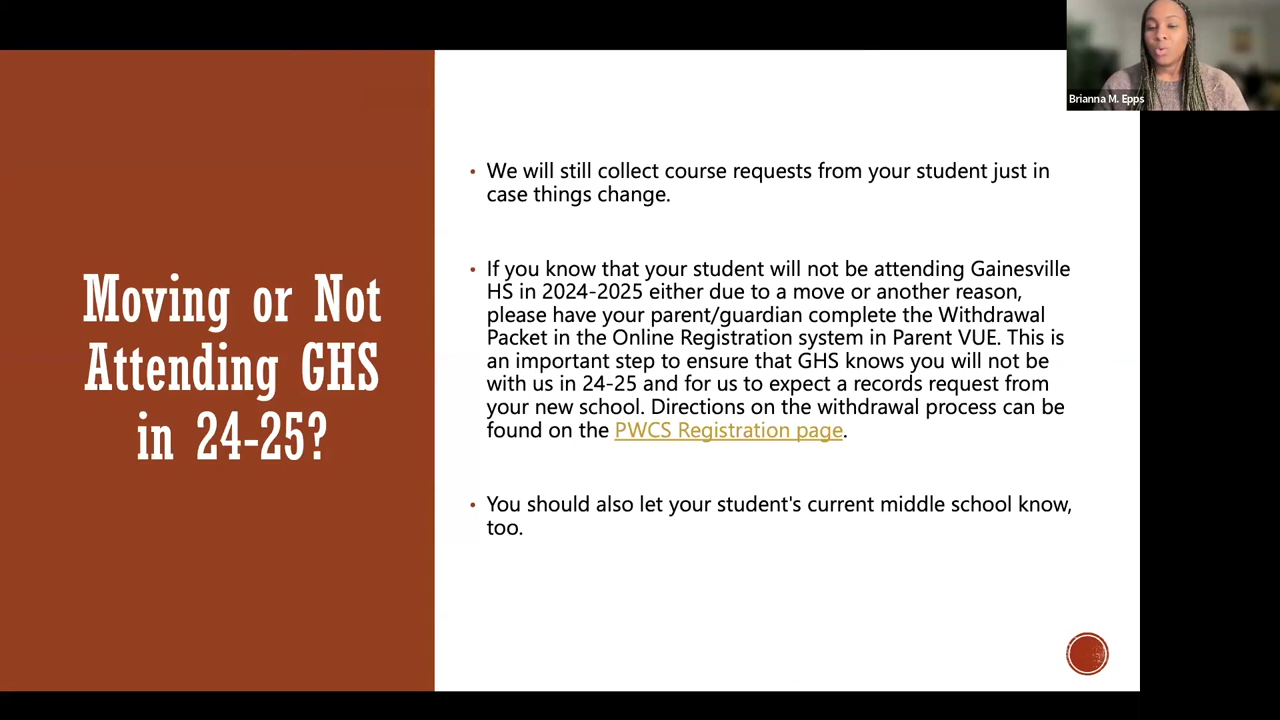 Brianna M. Epps
Moving or Not
Attending GHS
in 24-25?
• We will still collect course requests from your student just in
case things change.
• If you know that your student will not be attending Gainesville
HS in 2024-2025 either due to a move or another reason,
please have your parent/guardian complete the Withdrawal
Packet in the Online Registration system in Parent VUE. This is
an important step to ensure that GHS knows you will not be
with us in 24-25 and for us to expect a records request from
your new school. Directions on the withdrawal process can be
found on the PWCS Registration page.
• You should also let your student's current middle school know,
too.